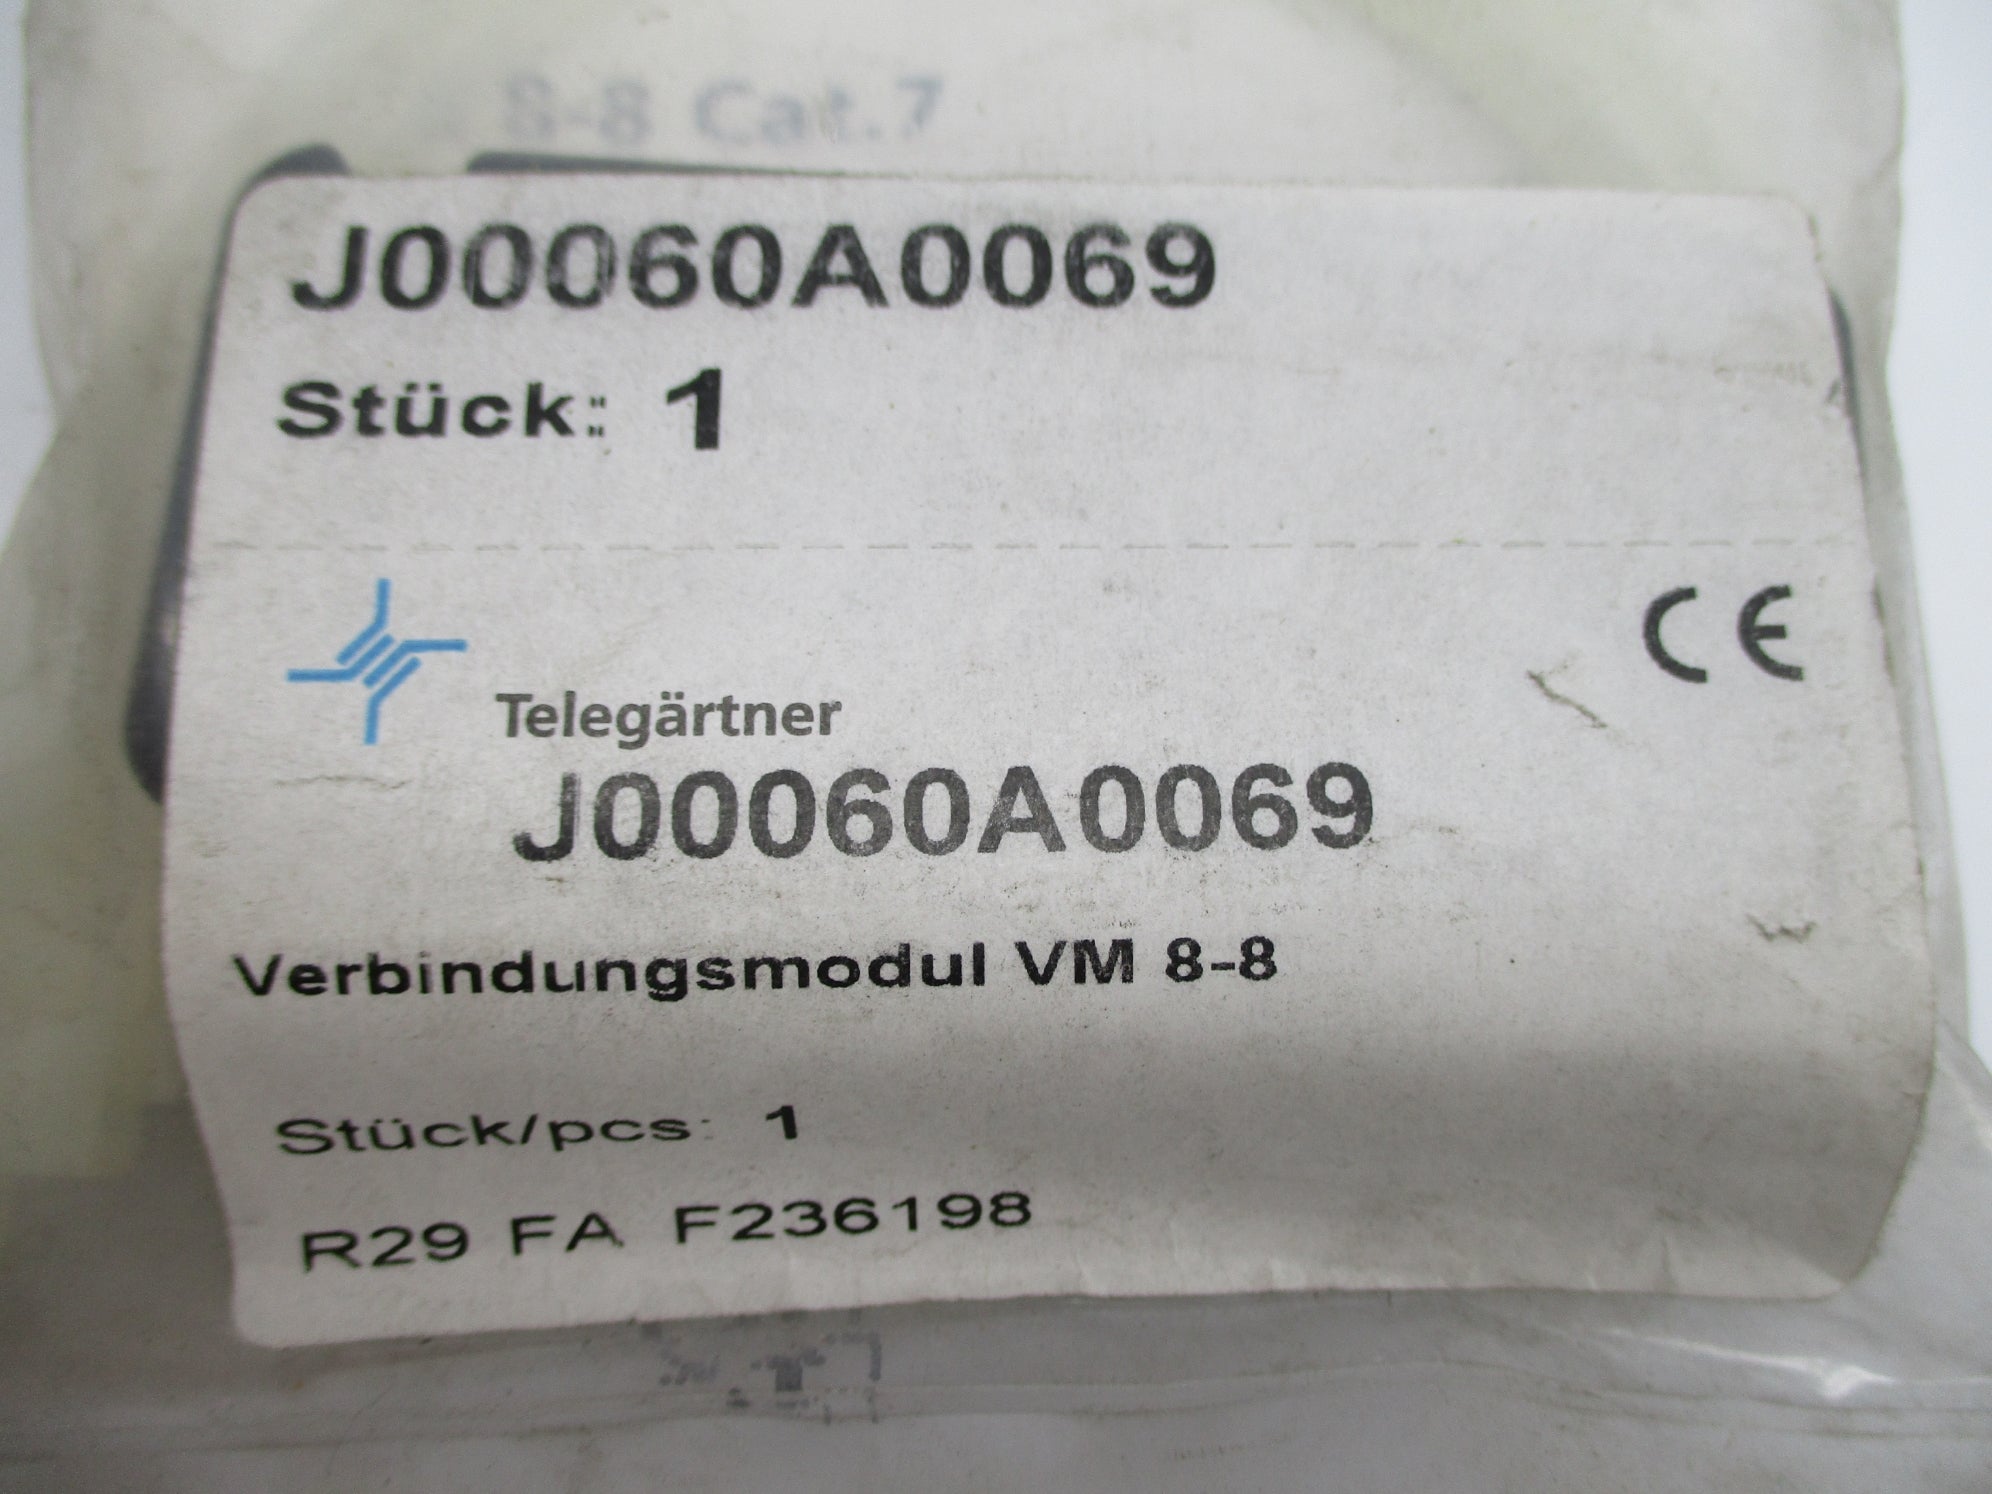 8-8 Cat.7
J00060A0069
Stück: 1
CE
Telegärtner
J00060A0069
Verbindungsmodul VM 8-8
Stück/pcs: 1
R29 FA F236198